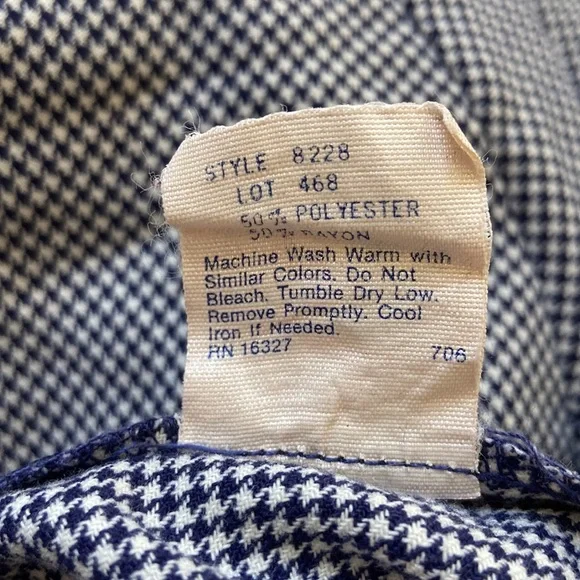 STYLE 8228
LOT 468
50% POLYESTER
50% RAYON
Machine Wash Warm with
Similar Colors. Do Not
Bleach. Tumble Dry Low.
Remove Promptly. Cool
Iron If Needed.
RN 16327 706